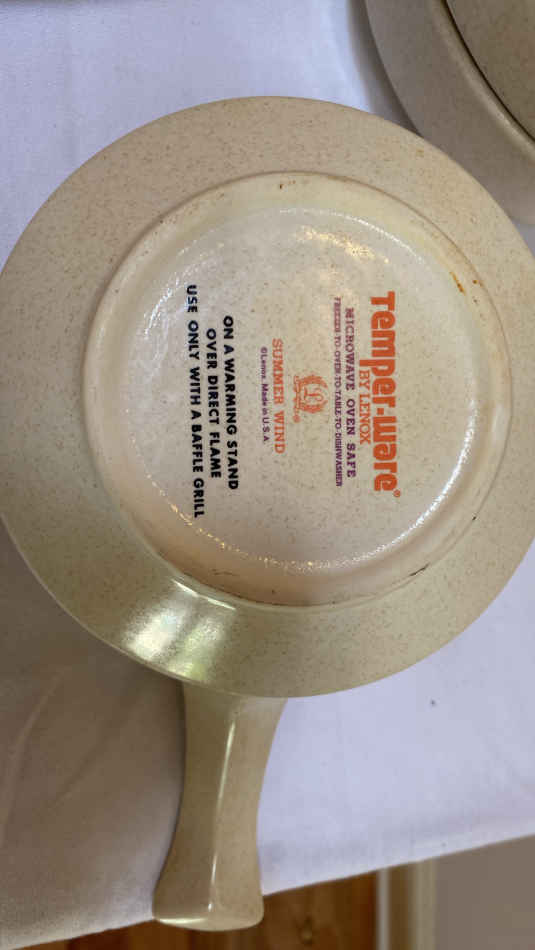 Temper-ware®
BY LENOX
MICROWAVE OVEN SAFE
FREEZER-TO-OVEN-TO-TABLE-TO-DISHWASHER
L
LENOX®
SUMMER WIND
© Lenox. Made in U.S.A.
ON A WARMING STAND
OVER DIRECT FLAME
USE ONLY WITH A BAFFLE GRILL